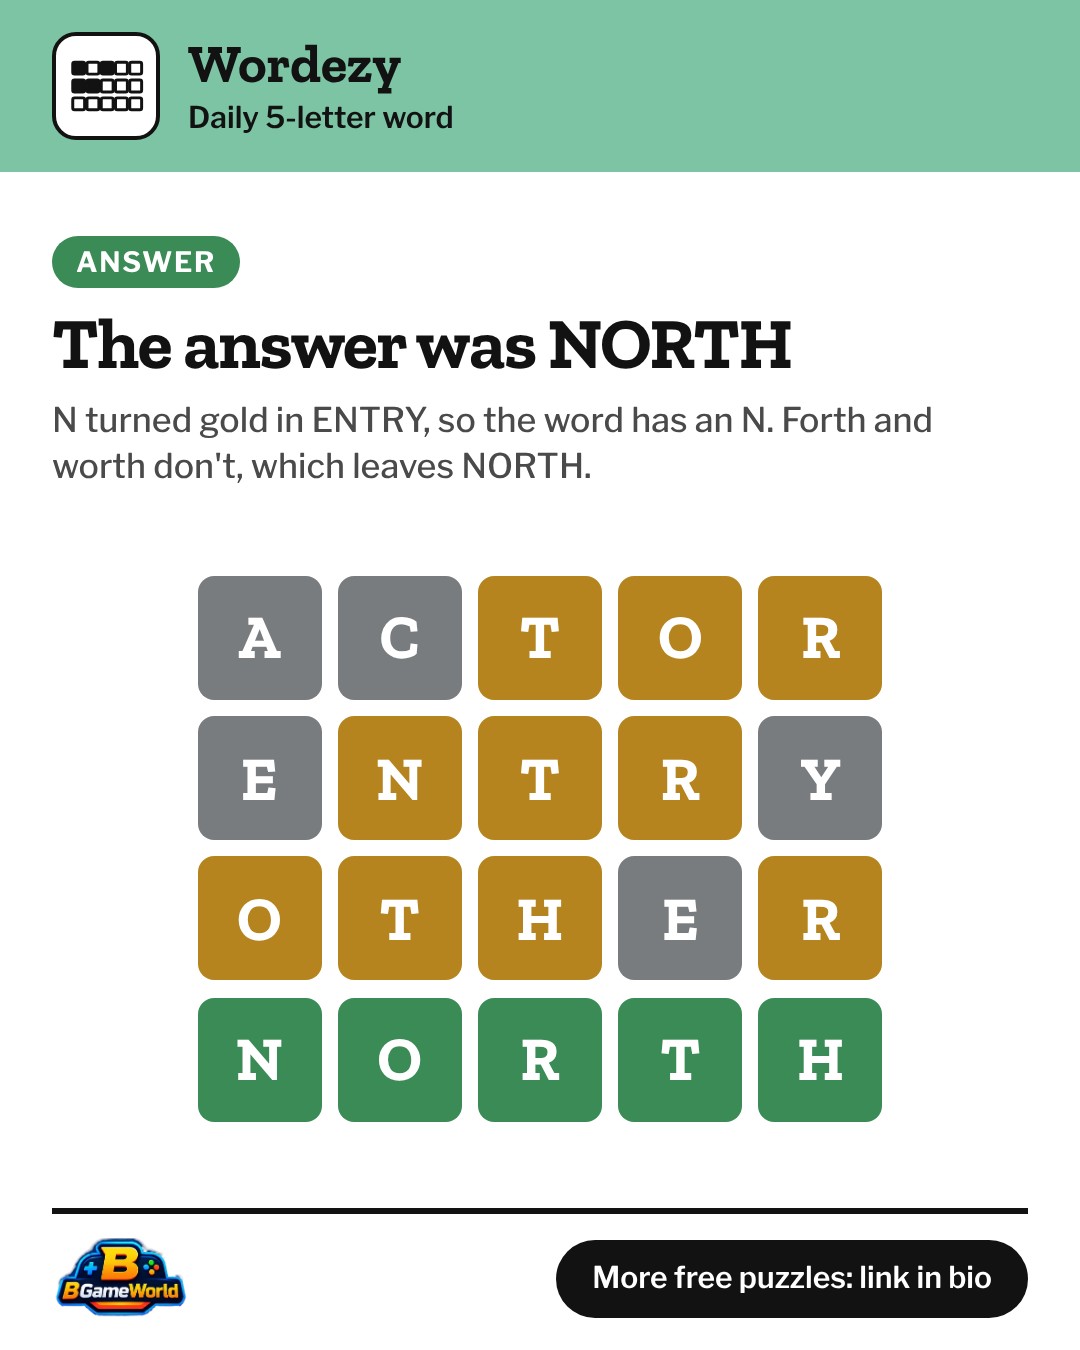 Wordezy
Daily 5-letter word
ANSWER
The answer was NORTH
N turned gold in ENTRY, so the word has an N. Forth and
worth don't, which leaves NORTH.
A C T O R
E N T R Y
O T H E R
N O R T H
B
BGameWorld
More free puzzles: link in bio